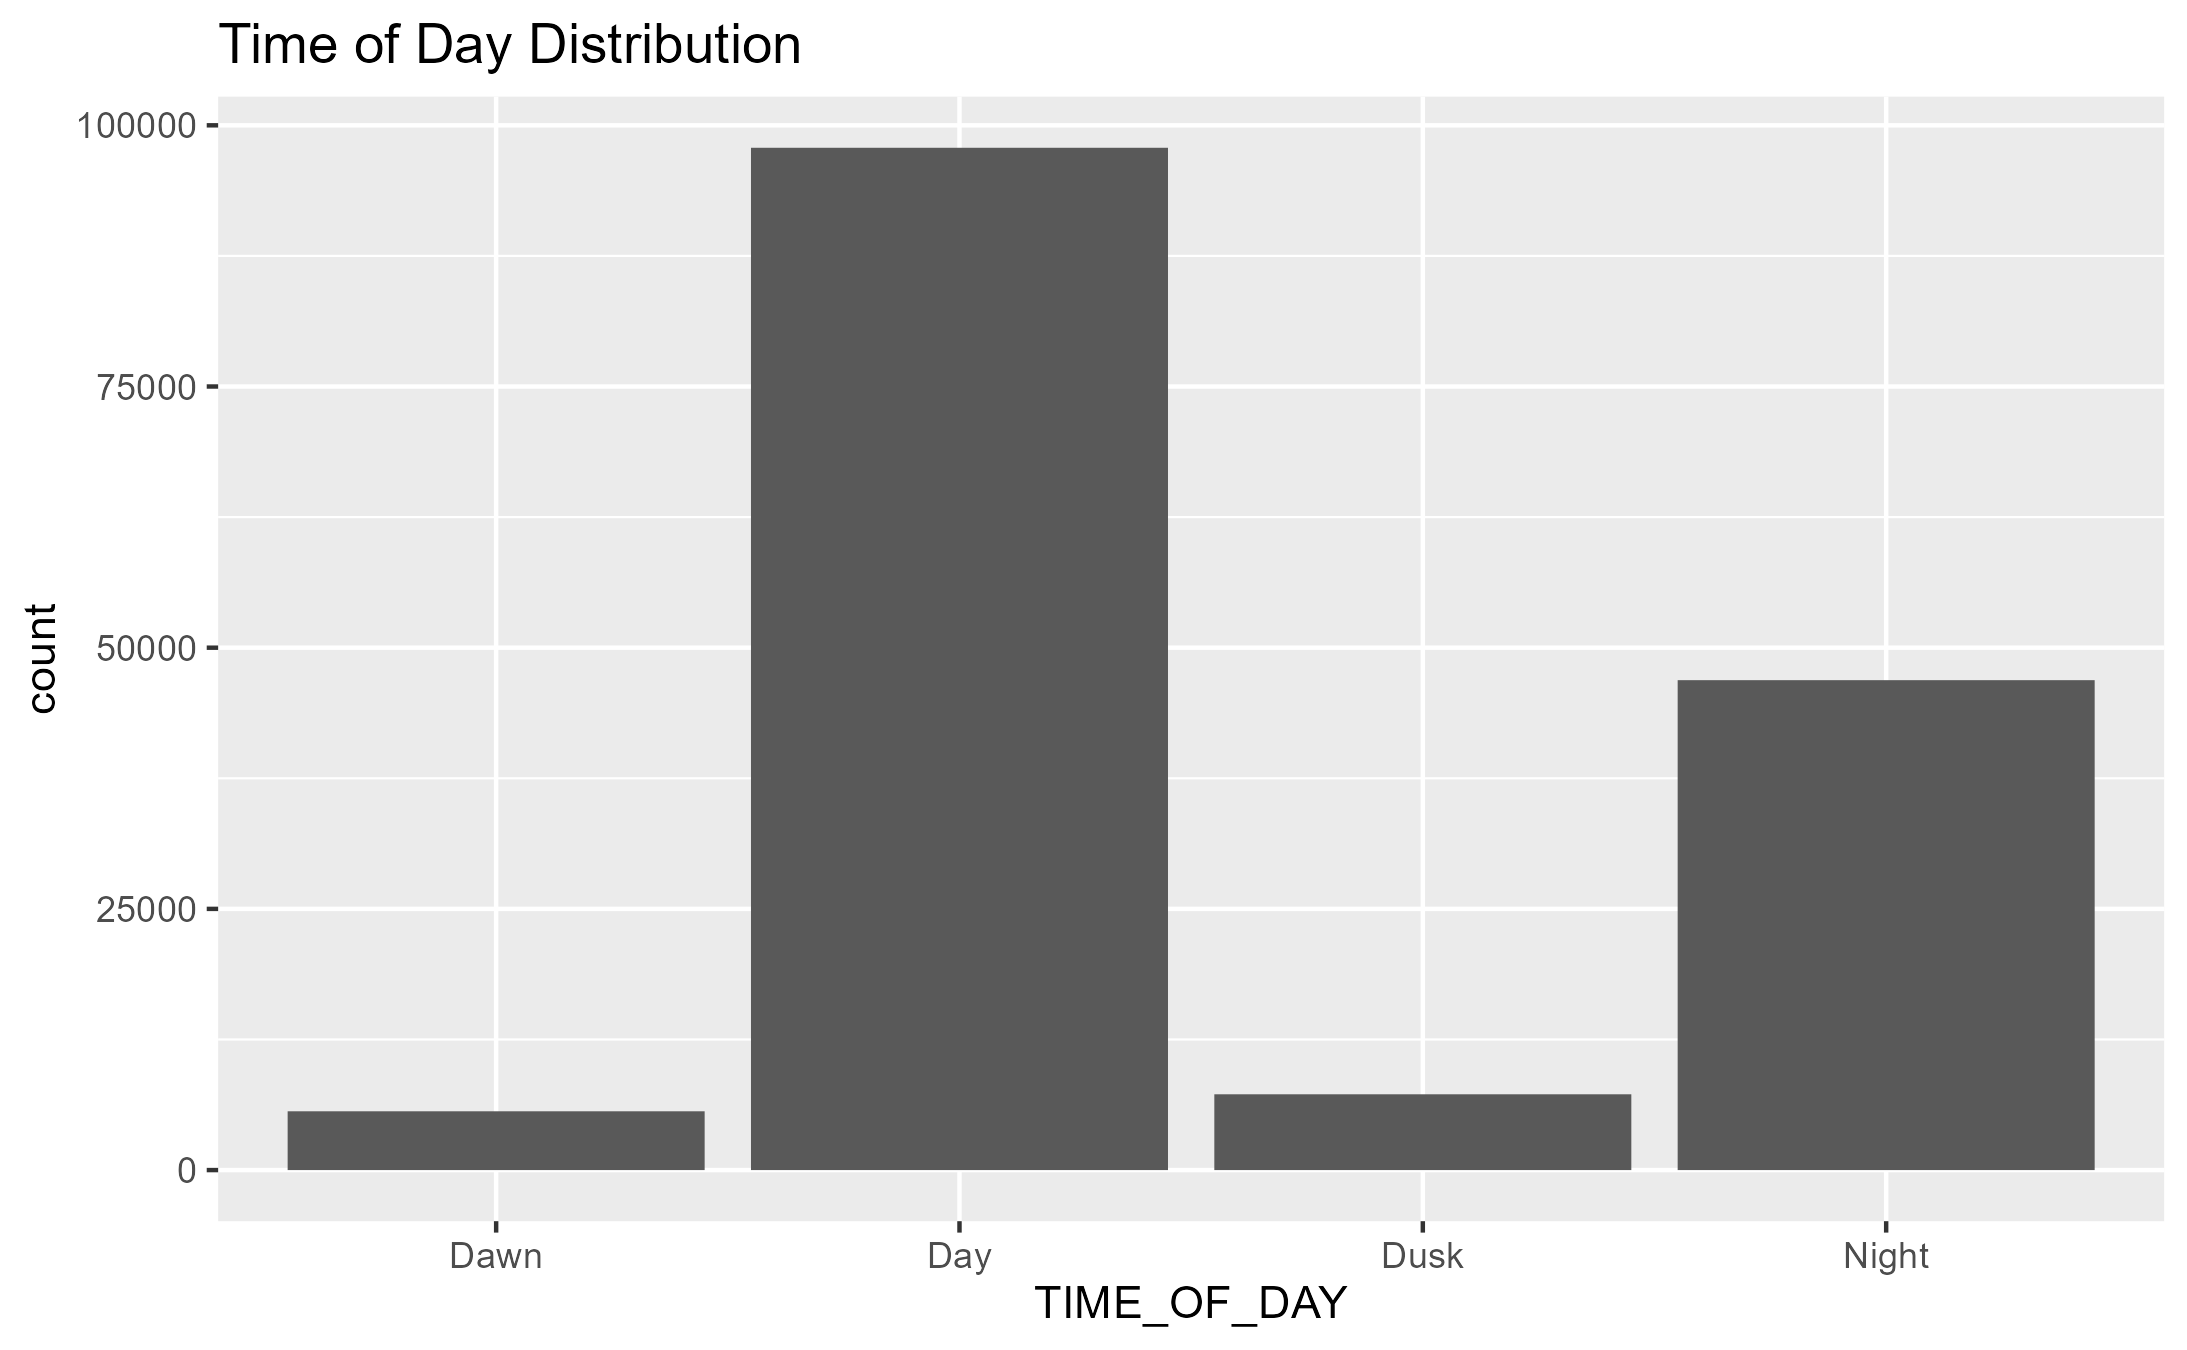 Time of Day Distribution
100000
75000
50000
25000
0
count
Dawn Day Dusk Night
TIME_OF_DAY